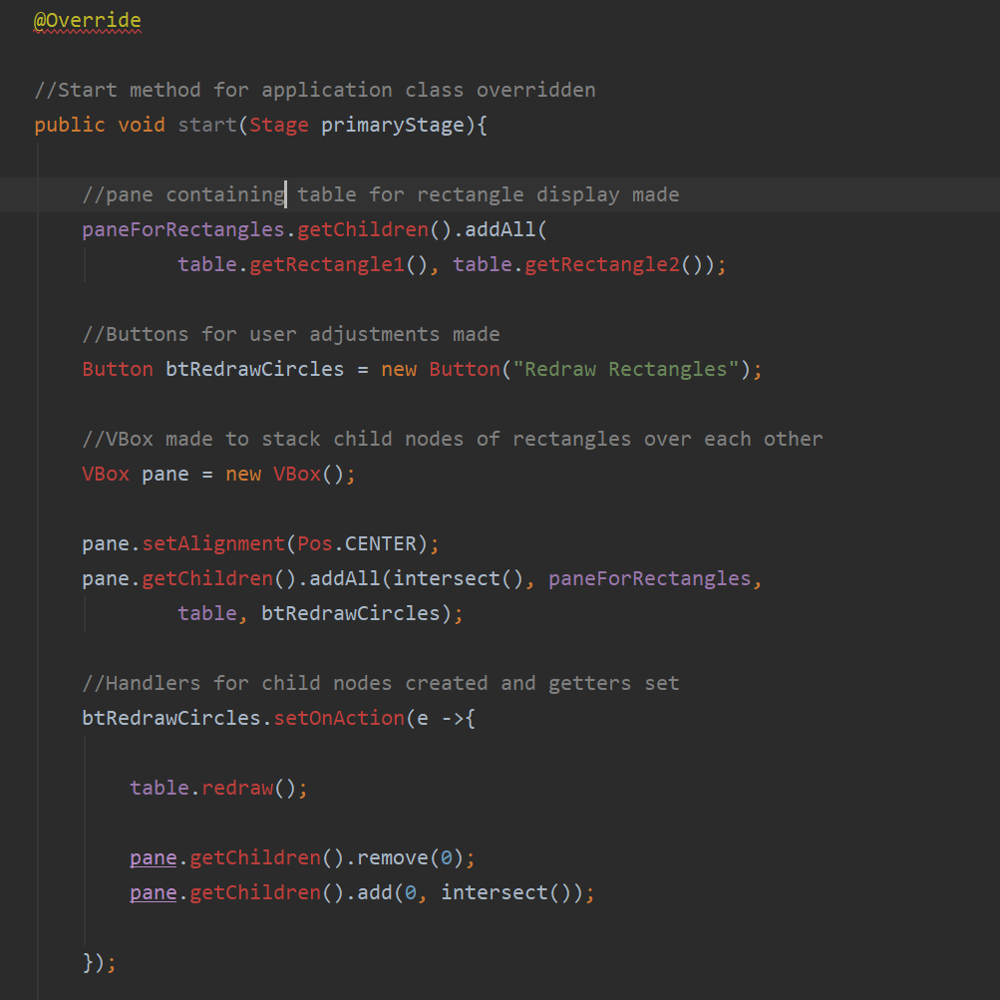 @Override
//Start method for application class overridden
public void start(Stage primaryStage){
//pane containing table for rectangle display made
paneForRectangles.getChildren().addAll(
table.getRectangle1(), table.getRectangle2());
//Buttons for user adjustments made
Button btRedrawCircles = new Button("Redraw Rectangles");
//VBox made to stack child nodes of rectangles over each other
VBox pane = new VBox();
pane.setAlignment(Pos.CENTER);
pane.getChildren().addAll(intersect(), paneForRectangles,
table, btRedrawCircles);
//Handlers for child nodes created and getters set
btRedrawCircles.setOnAction(e ->{
table.redraw();
pane.getChildren().remove(0);
pane.getChildren().add(0, intersect());
});